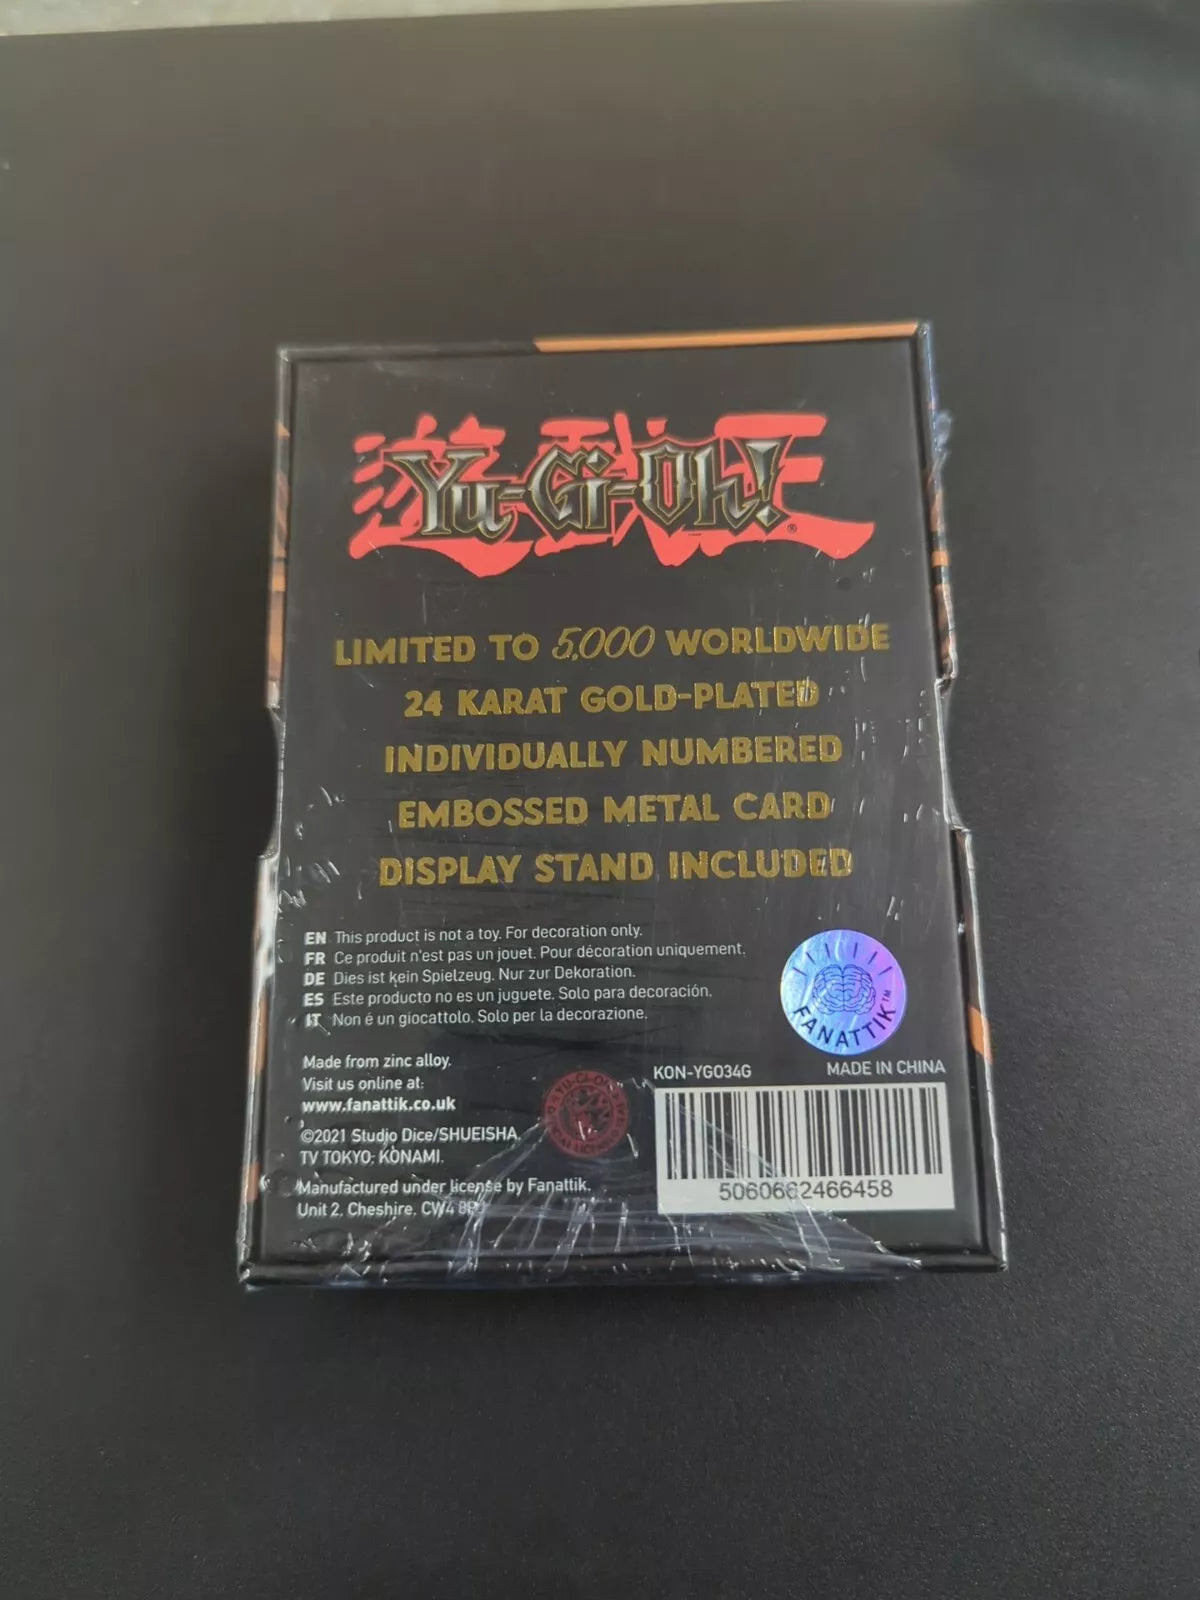 遊戯王
Yu-Gi-Oh!®
LIMITED TO 5,000 WORLDWIDE
24 KARAT GOLD-PLATED
INDIVIDUALLY NUMBERED
EMBOSSED METAL CARD
DISPLAY STAND INCLUDED
EN This product is not a toy. For decoration only.
FR Ce produit n'est pas un jouet. Pour décoration uniquement.
DE Dies ist kein Spielzeug. Nur zur Dekoration.
ES Este producto no es un juguete. Solo para decoración.
IT Non é un giocattolo. Solo per la decorazione.
FANATTIK™
Made from zinc alloy.
Visit us online at:
www.fanattik.co.uk
©2021 Studio Dice/SHUEISHA,
TV TOKYO, KONAMI.
Manufactured under license by Fanattik.
Unit 2, Cheshire, CW4
KON-YGO34G
MADE IN CHINA
5060662466458